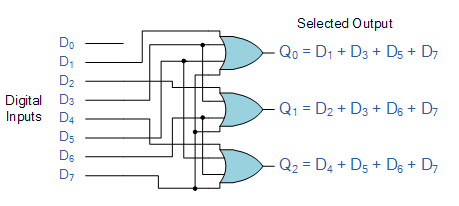 Selected Output
D₀
D₁
D₂
D₃
D₄
D₅
D₆
D₇
Digital
Inputs
Q₀ = D₁ + D₃ + D₅ + D₇
Q₁ = D₂ + D₃ + D₆ + D₇
Q₂ = D₄ + D₅ + D₆ + D₇